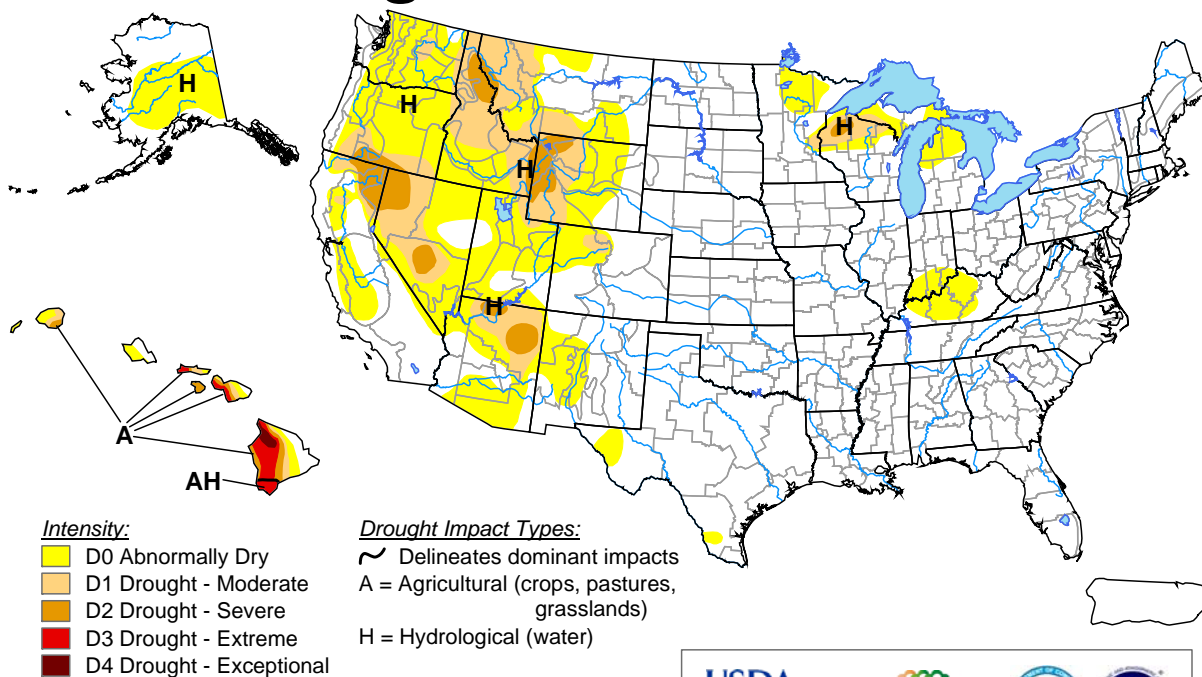 H
H
H
H
H
A
AH
Intensity:
D0 Abnormally Dry
D1 Drought - Moderate
D2 Drought - Severe
D3 Drought - Extreme
D4 Drought - Exceptional
Drought Impact Types:
Delineates dominant impacts
A = Agricultural (crops, pastures,
grasslands)
H = Hydrological (water)
USDA